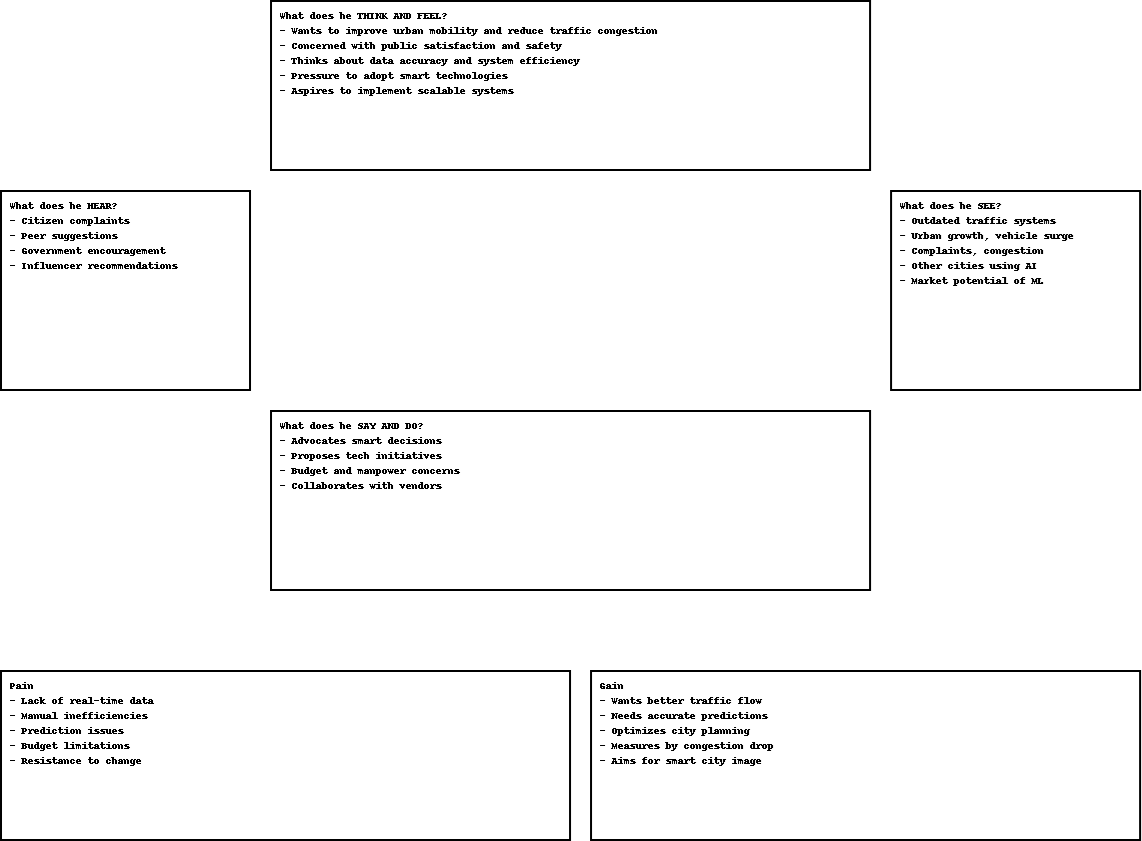 What does he THINK AND FEEL?
- Wants to improve urban mobility and reduce traffic congestion
- Concerned with public satisfaction and safety
- Thinks about data accuracy and system efficiency
- Pressure to adopt smart technologies
- Aspires to implement scalable systems
What does he HEAR?
- Citizen complaints
- Peer suggestions
- Government encouragement
- Influencer recommendations
What does he SEE?
- Outdated traffic systems
- Urban growth, vehicle surge
- Complaints, congestion
- Other cities using AI
- Market potential of ML
What does he SAY AND DO?
- Advocates smart decisions
- Proposes tech initiatives
- Budget and manpower concerns
- Collaborates with vendors
Pain
- Lack of real-time data
- Manual inefficiencies
- Prediction issues
- Budget limitations
- Resistance to change
Gain
- Wants better traffic flow
- Needs accurate predictions
- Optimizes city planning
- Measures by congestion drop
- Aims for smart city image